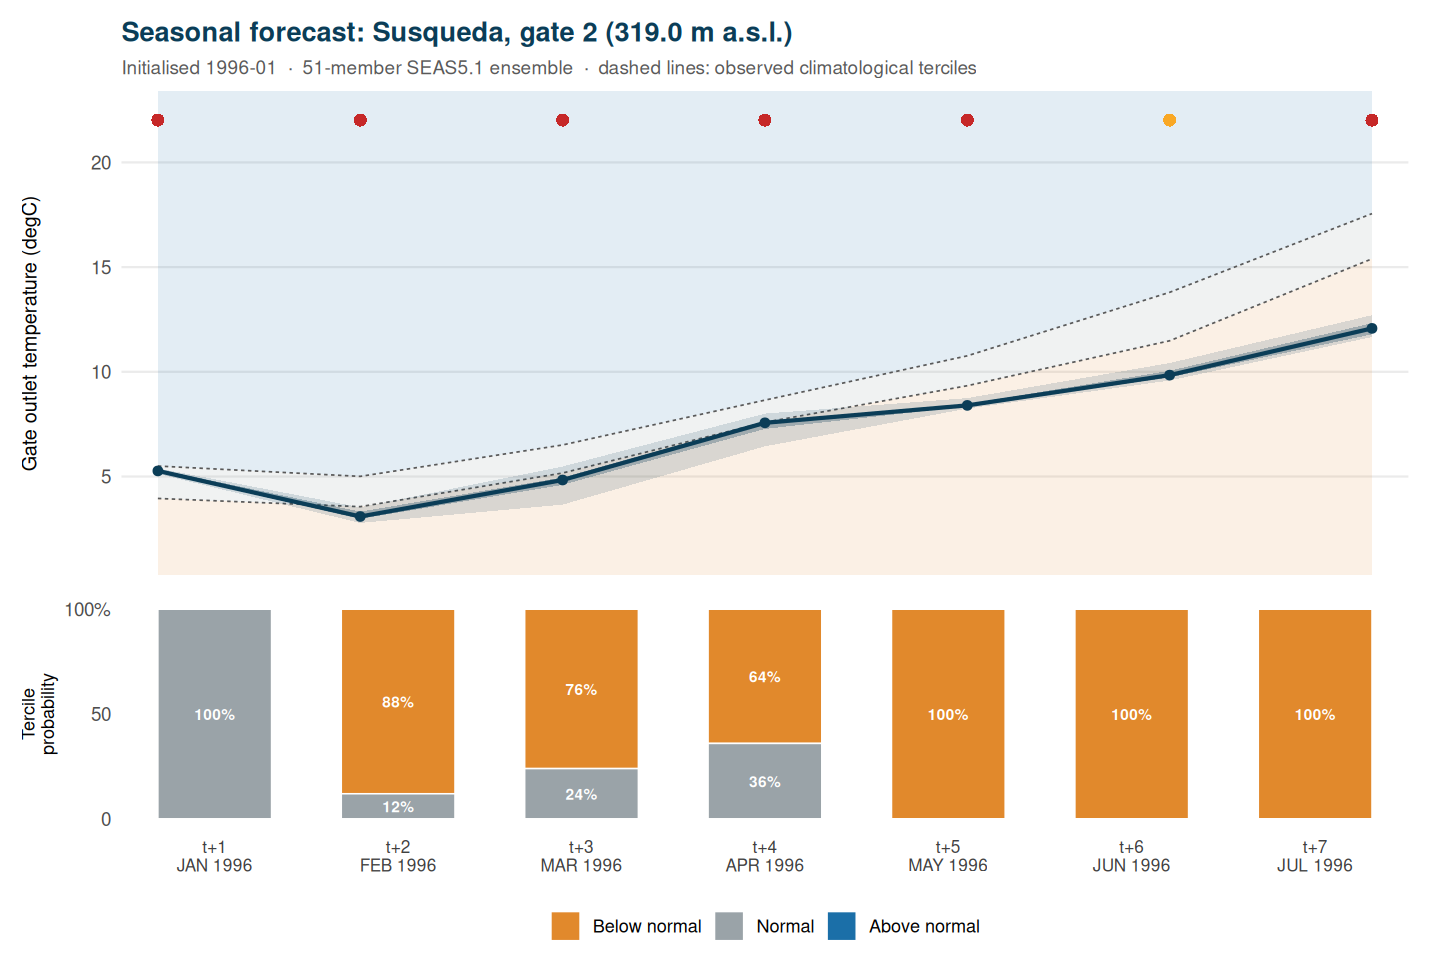 Seasonal forecast: Susqueda, gate 2 (319.0 m a.s.l.)
Initialised 1996-01 · 51-member SEAS5.1 ensemble · dashed lines: observed climatological terciles
Gate outlet temperature (degC)
20
15
10
5
Tercile
probability
100%
50
0
100%
88%
12%
76%
24%
64%
36%
100%
100%
100%
t+1
JAN 1996
t+2
FEB 1996
t+3
MAR 1996
t+4
APR 1996
t+5
MAY 1996
t+6
JUN 1996
t+7
JUL 1996
Below normal
Normal
Above normal